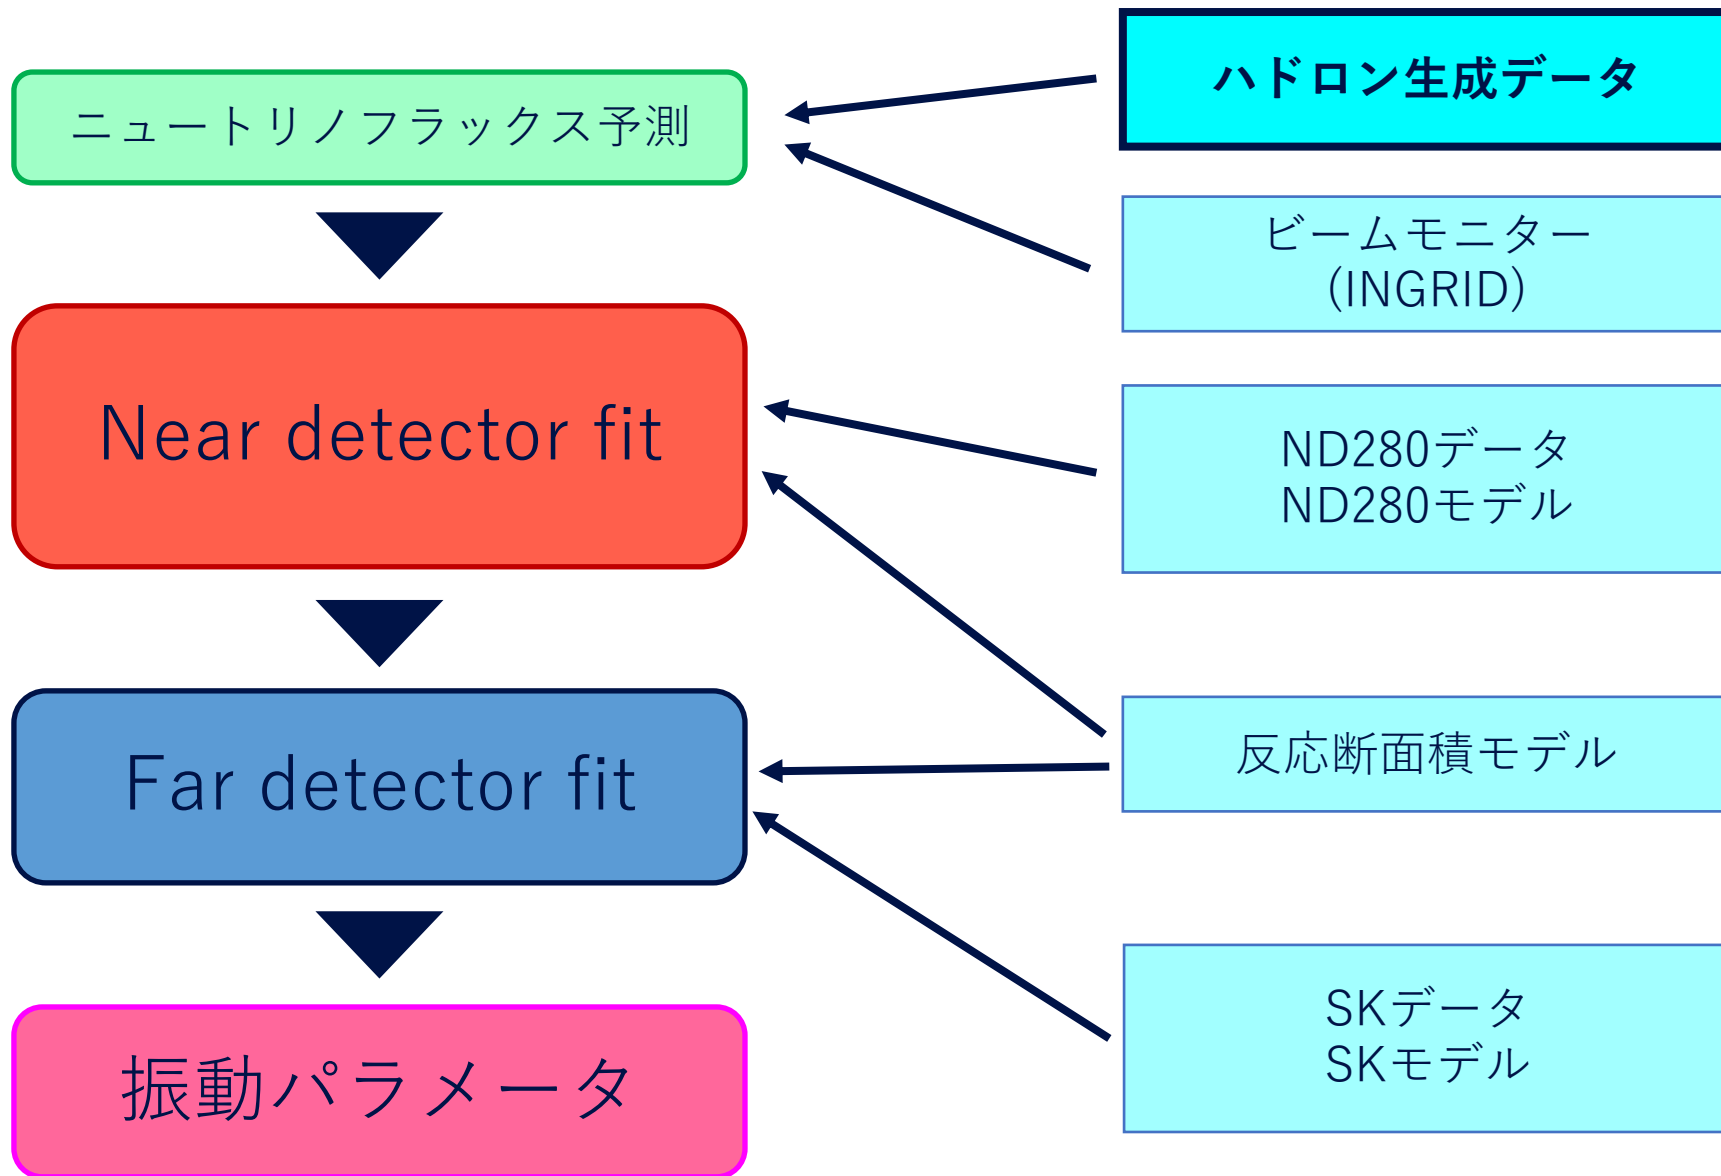 ニュートリノフラックス予測
Near detector fit
Far detector fit
振動パラメータ
ハドロン生成データ
ビームモニター
(INGRID)
ND280データ
ND280モデル
反応断面積モデル
SKデータ
SKモデル